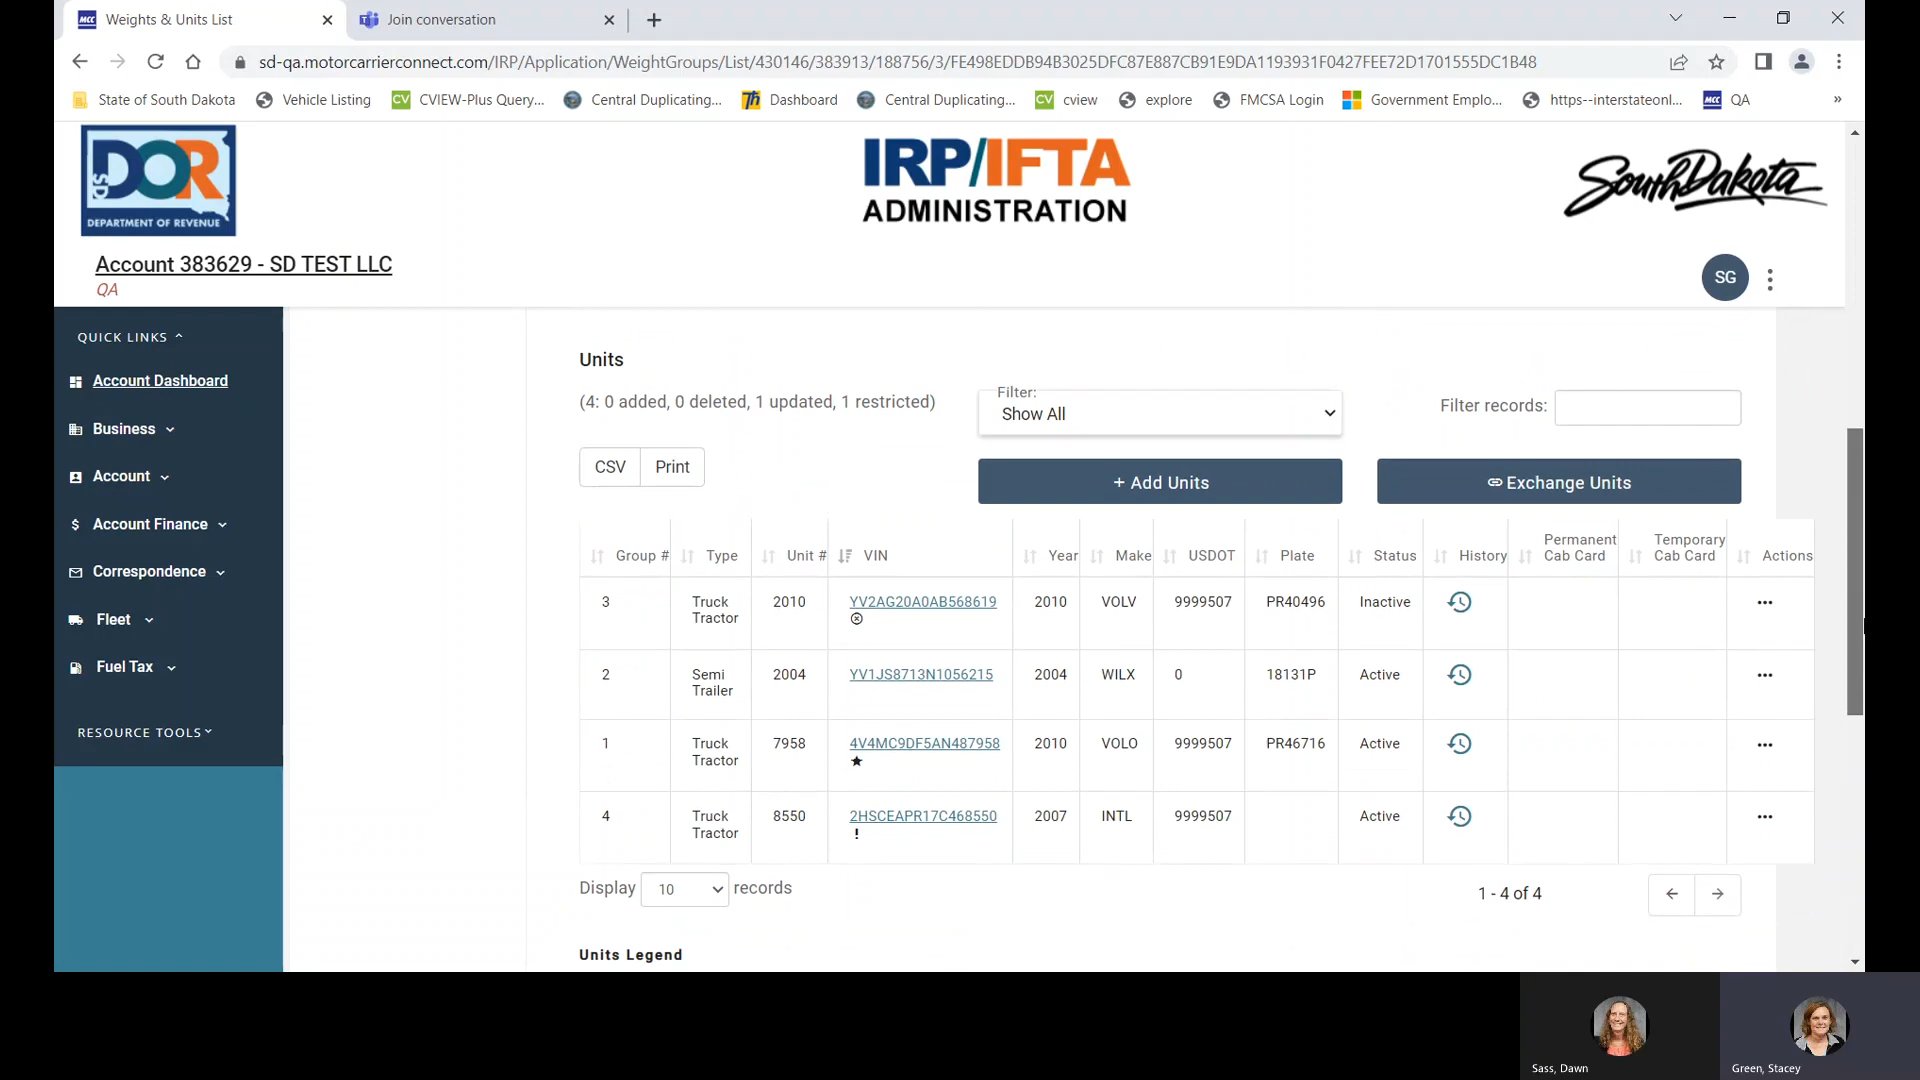 Weights & Units List
Join conversation
sd-qa.motorcarrierconnect.com/IRP/Application/WeightGroups/List/430146/383913/188756/3/FE498EDDB94B3025DFC87E887CB91E9DA1193931F0427FEE72D1701555DC1B48
State of South Dakota Vehicle Listing CV CVIEW-Plus Query... Central Duplicating... Th Dashboard Central Duplicating... CV cview explore FMCSA Login Government Emplo... https--interstateonl... MCC QA »
SD DOR
DEPARTMENT OF REVENUE
IRP/IFTA
ADMINISTRATION
South Dakota
Account 383629 - SD TEST LLC
QA
SG
QUICK LINKS
Account Dashboard
Business
Account
Account Finance
Correspondence
Fleet
Fuel Tax
RESOURCE TOOLS
Units
(4: 0 added, 0 deleted, 1 updated, 1 restricted)
Filter:
Show All
Filter records:
CSV Print
+ Add Units
Exchange Units
Group # Type Unit # VIN Year Make USDOT Plate Status History Permanent Cab Card Temporary Cab Card Actions
3 Truck Tractor 2010 YV2AG20A0AB568619 2010 VOLV 9999507 PR40496 Inactive ...
2 Semi Trailer 2004 YV1JS8713N1056215 2004 WILX 0 18131P Active ...
1 Truck Tractor 7958 4V4MC9DF5AN487958 2010 VOLO 9999507 PR46716 Active ...
★
4 Truck Tractor 8550 2HSCEAPR17C468550 2007 INTL 9999507 Active ...
!
Display 10 records
1 - 4 of 4
Units Legend
Sass, Dawn
Green, Stacey